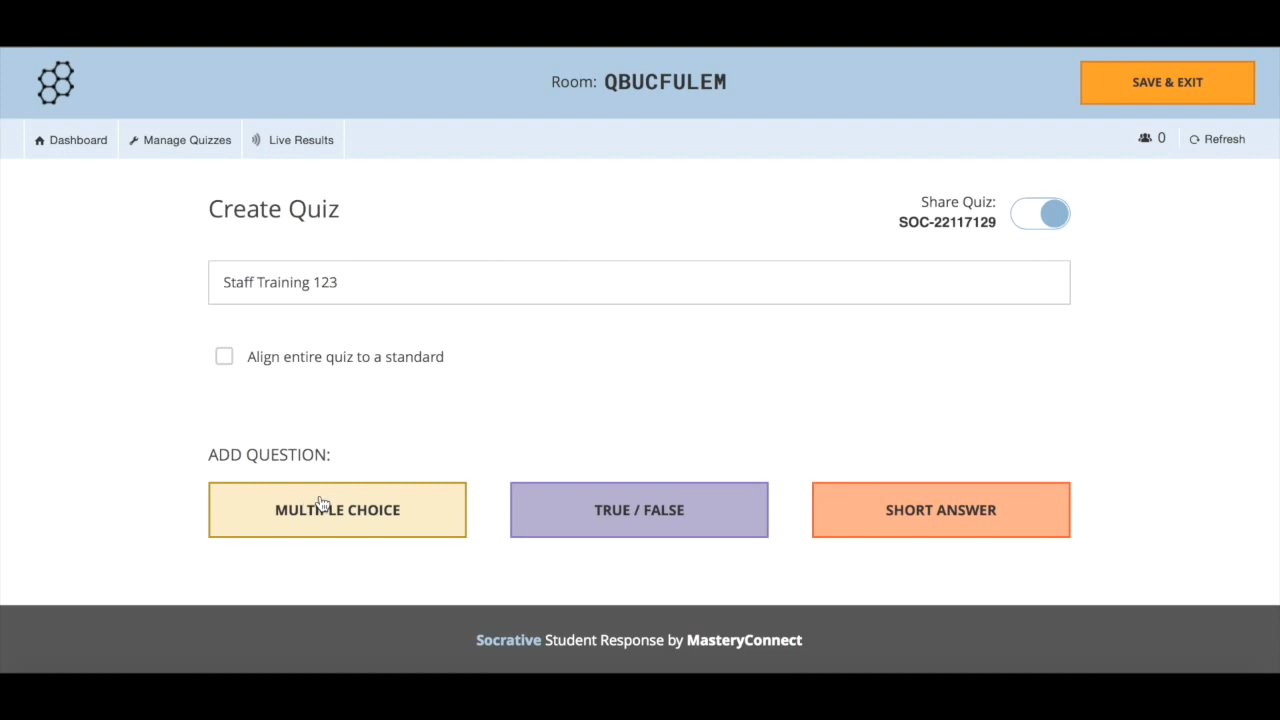 Room: QBUCFULEM
SAVE & EXIT
Dashboard
Manage Quizzes
Live Results
0
Refresh
Create Quiz
Share Quiz:
SOC-22117129
Staff Training 123
Align entire quiz to a standard
ADD QUESTION:
MULTIPLE CHOICE
TRUE / FALSE
SHORT ANSWER
Socrative Student Response by MasteryConnect